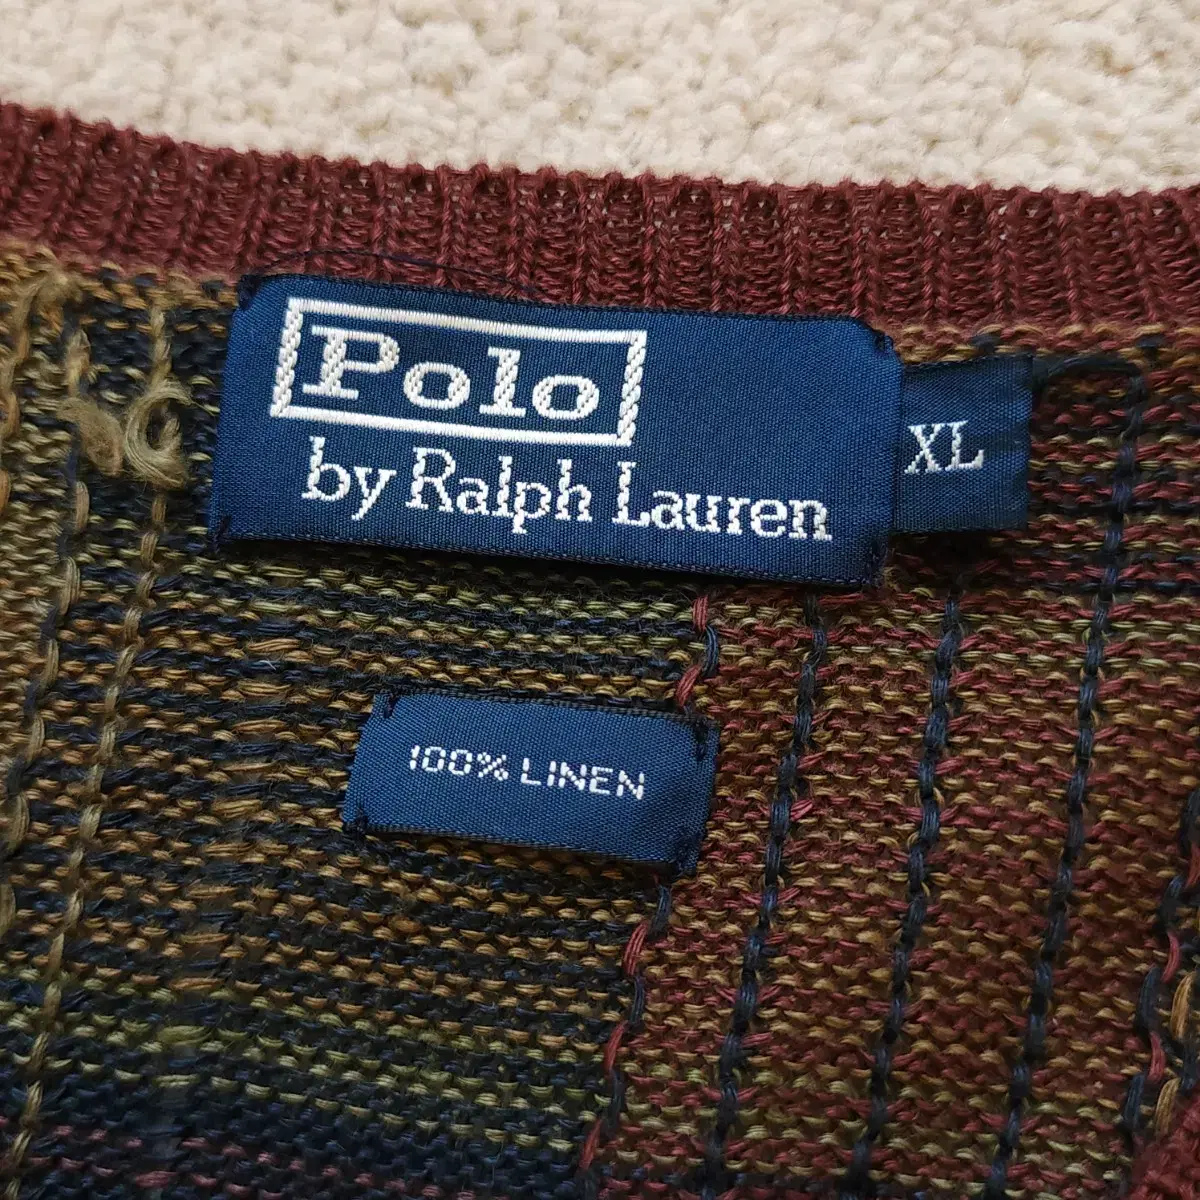 Polo
by Ralph Lauren
XL
100% LINEN